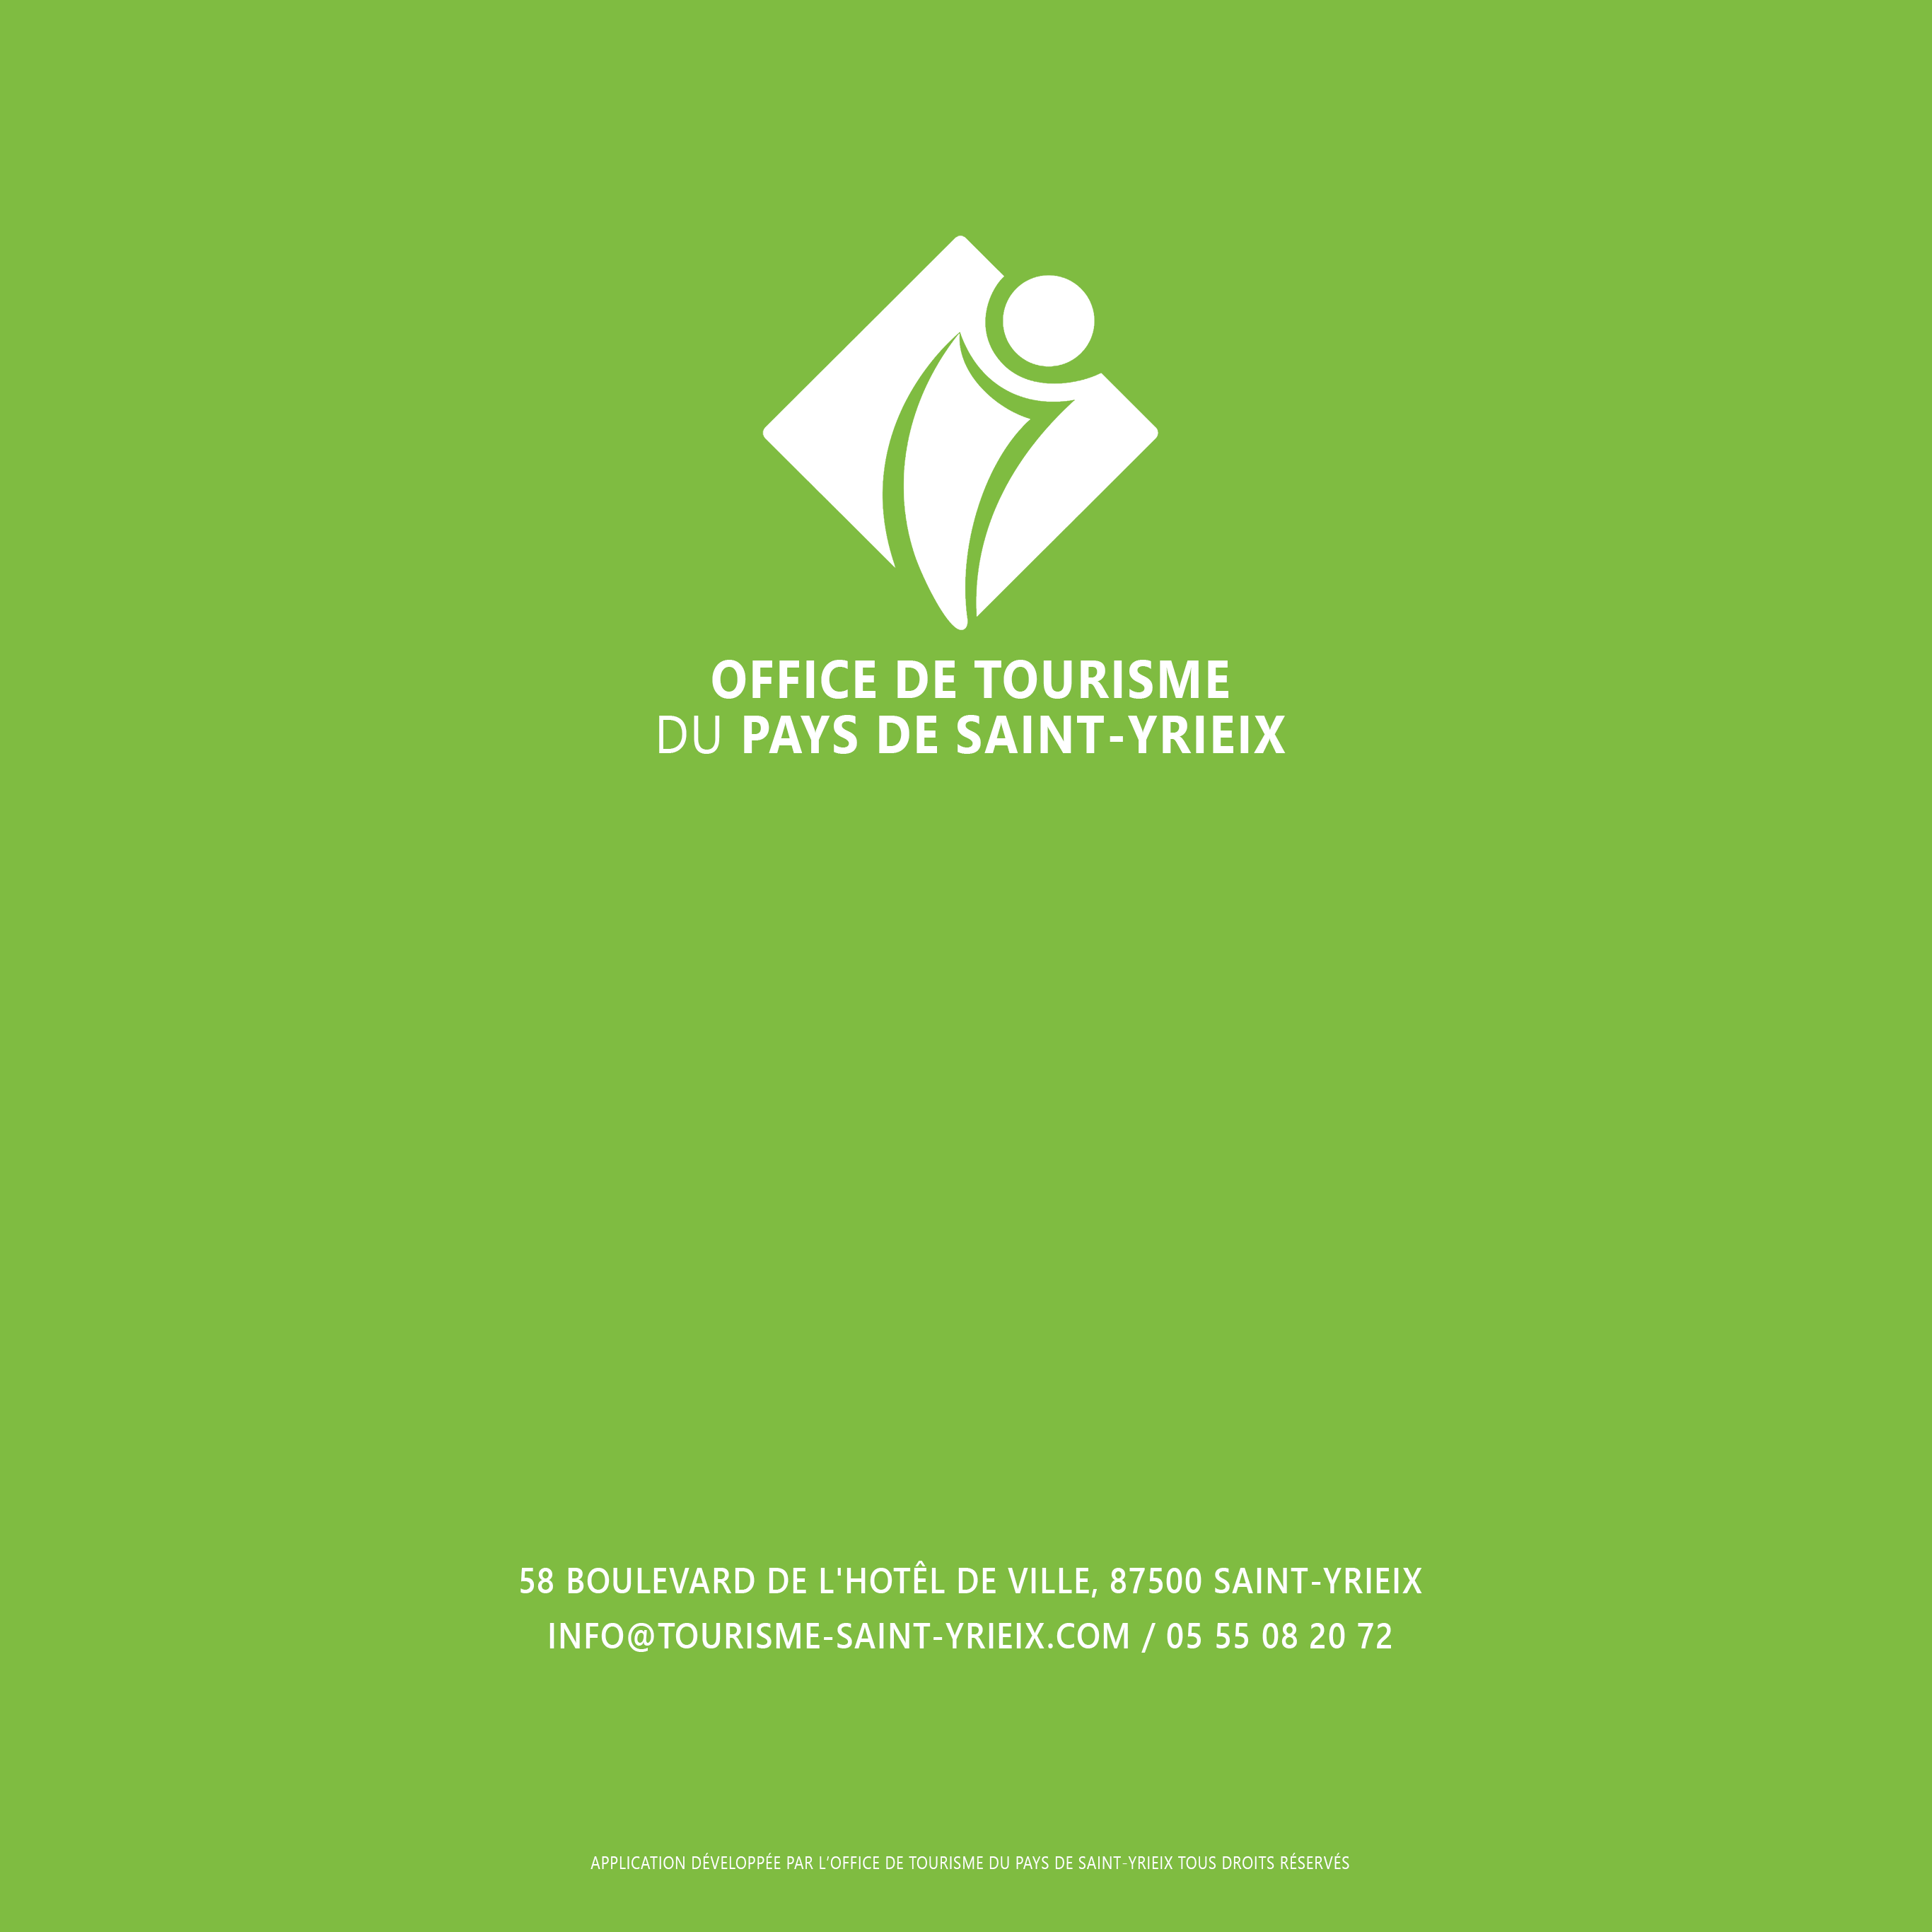 OFFICE DE TOURISME
DU PAYS DE SAINT-YRIEIX
58 BOULEVARD DE L'HOTÊL DE VILLE, 87500 SAINT-YRIEIX
INFO@TOURISME-SAINT-YRIEIX.COM / 05 55 08 20 72
APPLICATION DÉVELOPPÉE PAR L'OFFICE DE TOURISME DU PAYS DE SAINT-YRIEIX TOUS DROITS RÉSERVÉS